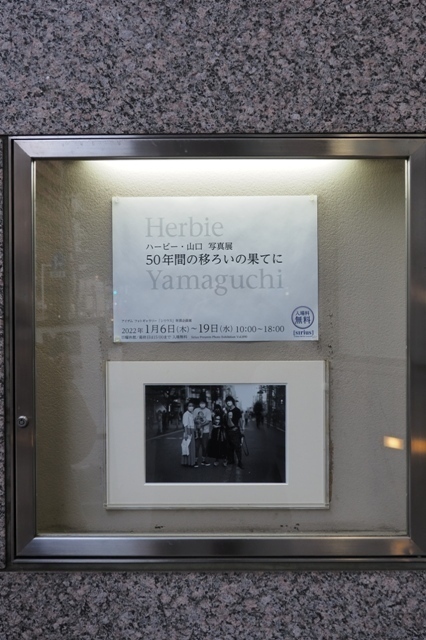 Herbie
ハービー・山口 写真展
50年間の移ろいの果てに
Yamaguchi
2022年 1月6日(木)～19日(水) 10:00～18:00
入場料
無料
[sirius]